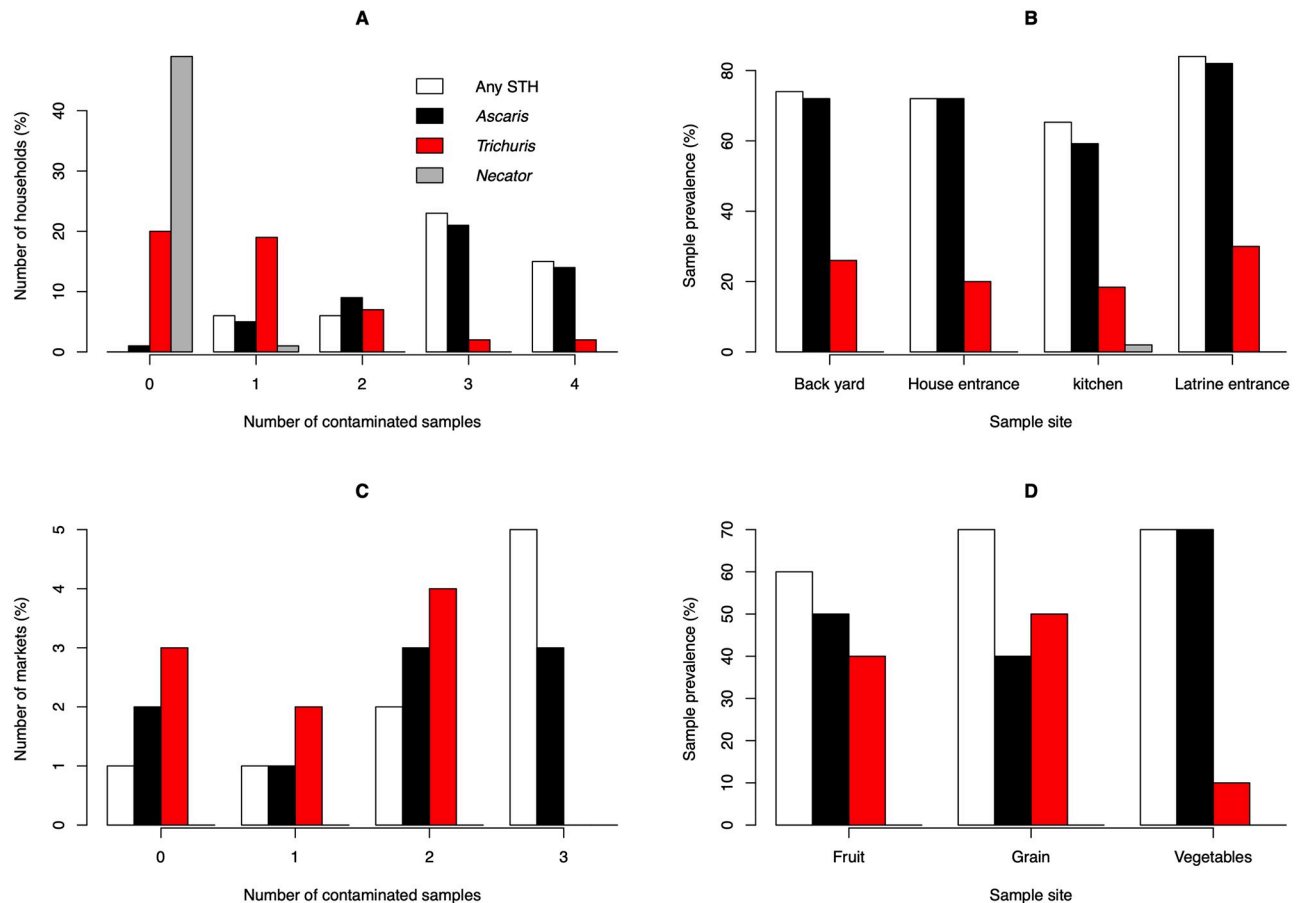 A
Number of households (%)
0
10
20
30
40
Any STH
Ascaris
Trichuris
Necator
0 1 2 3 4
Number of contaminated samples
B
Sample prevalence (%)
0
20
40
60
80
Back yard House entrance kitchen Latrine entrance
Sample site
C
Number of markets (%)
0
1
2
3
4
5
0 1 2 3
Number of contaminated samples
D
Sample prevalence (%)
0
10
20
30
40
50
60
70
Fruit Grain Vegetables
Sample site